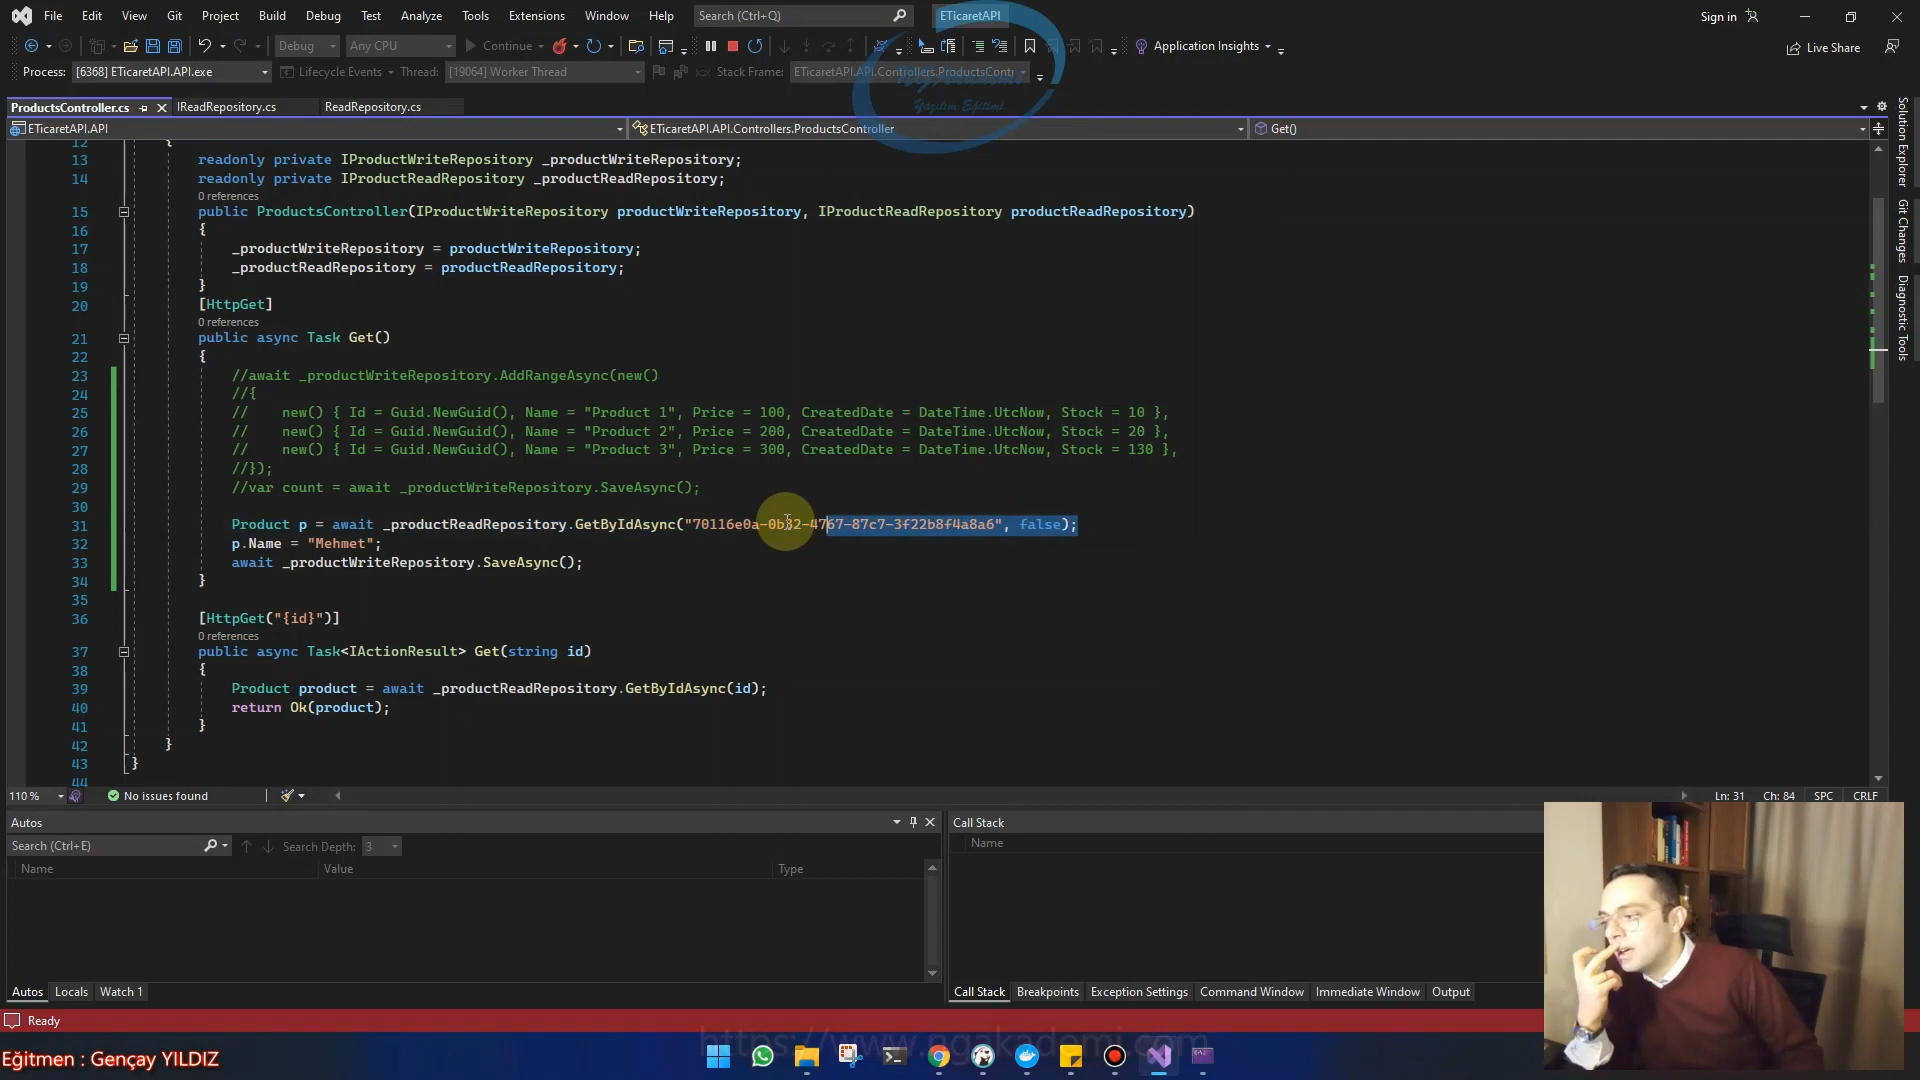 File Edit View Git Project Build Debug Test Analyze Tools Extensions Window Help Search (Ctrl+Q) ETicaretAPI Sign in
Debug Any CPU Continue Application Insights Live Share
Process: [6368] ETicaretAPI.API.exe Lifecycle Events Thread: [19064] Worker Thread Stack Frame: ETicaretAPI.API.Controllers.ProductsContr
Yazılım Eğitimi
ProductsController.cs IReadRepository.cs ReadRepository.cs
ETicaretAPI.API ETicaretAPI.API.Controllers.ProductsController Get()
12 {
13 readonly private IProductWriteRepository _productWriteRepository;
14 readonly private IProductReadRepository _productReadRepository;
0 references
15 public ProductsController(IProductWriteRepository productWriteRepository, IProductReadRepository productReadRepository)
16 {
17 _productWriteRepository = productWriteRepository;
18 _productReadRepository = productReadRepository;
19 }
20 [HttpGet]
0 references
21 public async Task Get()
22 {
23 //await _productWriteRepository.AddRangeAsync(new()
24 //{
25 // new() { Id = Guid.NewGuid(), Name = "Product 1", Price = 100, CreatedDate = DateTime.UtcNow, Stock = 10 },
26 // new() { Id = Guid.NewGuid(), Name = "Product 2", Price = 200, CreatedDate = DateTime.UtcNow, Stock = 20 },
27 // new() { Id = Guid.NewGuid(), Name = "Product 3", Price = 300, CreatedDate = DateTime.UtcNow, Stock = 130 },
28 //});
29 //var count = await _productWriteRepository.SaveAsync();
30
31 Product p = await _productReadRepository.GetByIdAsync("70116e0a-0b32-4767-87c7-3f22b8f4a8a6", false);
32 p.Name = "Mehmet";
33 await _productWriteRepository.SaveAsync();
34 }
35
36 [HttpGet("{id}")]
0 references
37 public async Task<IActionResult> Get(string id)
38 {
39 Product product = await _productReadRepository.GetByIdAsync(id);
40 return Ok(product);
41 }
42 }
43 }
44
Solution Explorer
Git Changes
Diagnostic Tools
110 % No issues found Ln: 31 Ch: 84 SPC CRLF
Autos
Search (Ctrl+E) Search Depth: 3
Name Value Type
Autos Locals Watch 1
Call Stack
Name
Call Stack Breakpoints Exception Settings Command Window Immediate Window Output
Ready
https://www.ngakademi.com
Eğitmen : Gençay YILDIZ